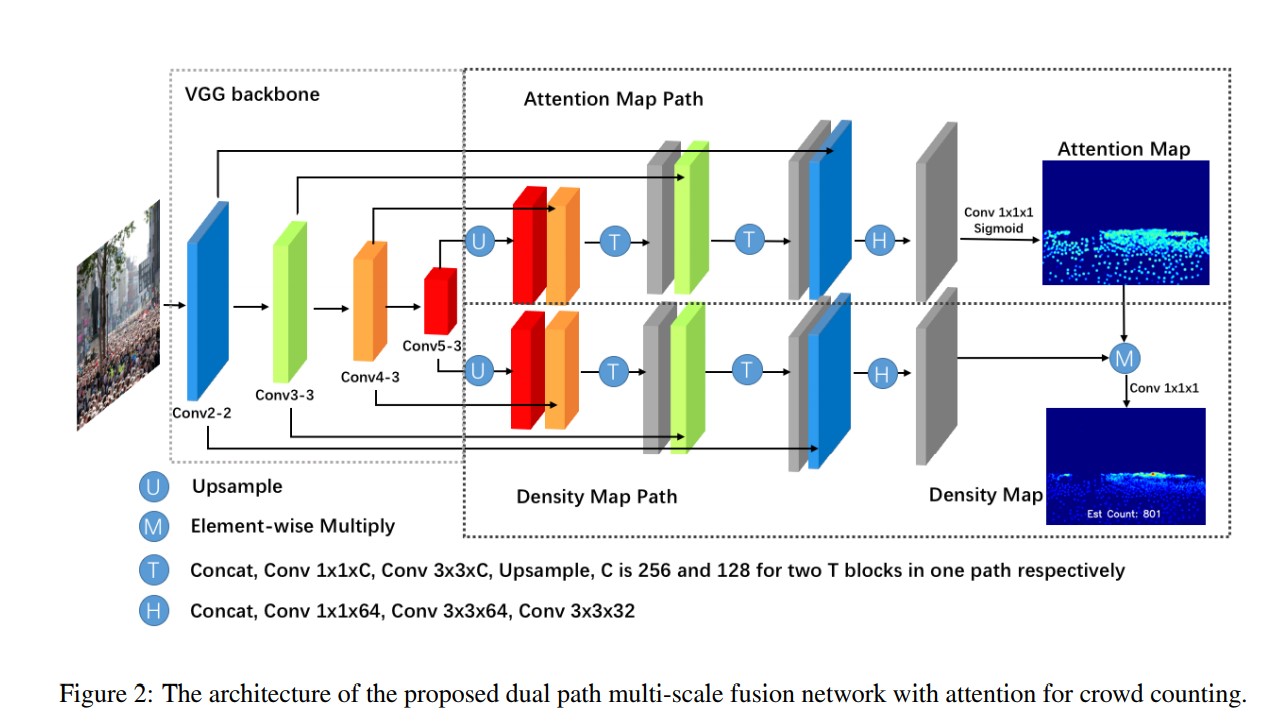 VGG backbone
Attention Map Path
Attention Map
U
T
T
H
Conv 1x1x1
Sigmoid
Conv5-3
Conv4-3
Conv3-3
Conv2-2
U
T
T
H
M
Conv 1x1x1
Density Map Path
Density Map
Est Count: 801
U Upsample
M Element-wise Multiply
T Concat, Conv 1x1xC, Conv 3x3xC, Upsample, C is 256 and 128 for two T blocks in one path respectively
H Concat, Conv 1x1x64, Conv 3x3x64, Conv 3x3x32
Figure 2: The architecture of the proposed dual path multi-scale fusion network with attention for crowd counting.